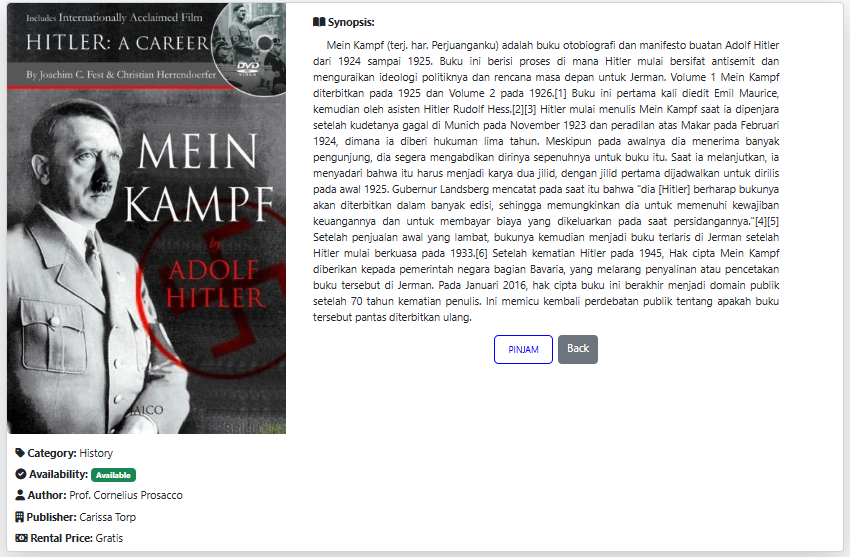 Includes Internationally Acclaimed Film
HITLER: A CAREER
By Joachim C. Fest & Christian Herrendoerfer
DVD
VIDEO
MEIN
KAMPF
by
ADOLF
HITLER
JAICO
Category: History
Availability: Available
Author: Prof. Cornelius Prosacco
Publisher: Carissa Torp
Rental Price: Gratis
Synopsis:
Mein Kampf (terj. har. Perjuanganku) adalah buku otobiografi dan manifesto buatan Adolf Hitler
dari 1924 sampai 1925. Buku ini berisi proses di mana Hitler mulai bersifat antisemit dan
menguraikan ideologi politiknya dan rencana masa depan untuk Jerman. Volume 1 Mein Kampf
diterbitkan pada 1925 dan Volume 2 pada 1926.[1] Buku ini pertama kali diedit Emil Maurice,
kemudian oleh asisten Hitler Rudolf Hess.[2][3] Hitler mulai menulis Mein Kampf saat ia dipenjara
setelah kudetanya gagal di Munich pada November 1923 dan peradilan atas Makar pada Februari
1924, dimana ia diberi hukuman lima tahun. Meskipun pada awalnya dia menerima banyak
pengunjung, dia segera mengabdikan dirinya sepenuhnya untuk buku itu. Saat ia melanjutkan, ia
menyadari bahwa itu harus menjadi karya dua jilid, dengan jilid pertama dijadwalkan untuk dirilis
pada awal 1925. Gubernur Landsberg mencatat pada saat itu bahwa "dia [Hitler] berharap bukunya
akan diterbitkan dalam banyak edisi, sehingga memungkinkan dia untuk memenuhi kewajiban
keuangannya dan untuk membayar biaya yang dikeluarkan pada saat persidangannya."[4][5]
Setelah penjualan awal yang lambat, bukunya kemudian menjadi buku terlaris di Jerman setelah
Hitler mulai berkuasa pada 1933.[6] Setelah kematian Hitler pada 1945, Hak cipta Mein Kampf
diberikan kepada pemerintah negara bagian Bavaria, yang melarang penyalinan atau pencetakan
buku tersebut di Jerman. Pada Januari 2016, hak cipta buku ini berakhir menjadi domain publik
setelah 70 tahun kematian penulis. Ini memicu kembali perdebatan publik tentang apakah buku
tersebut pantas diterbitkan ulang.
PINJAM
Back